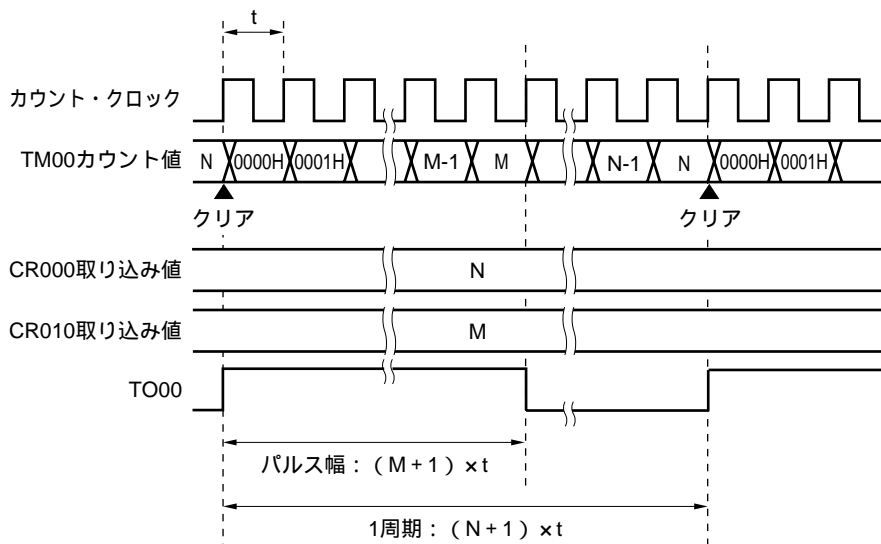 t
カウント・クロック
TM00カウント値 N 0000H 0001H M-1 M N-1 N 0000H 0001H
クリア クリア
CR000取り込み値 N
CR010取り込み値 M
TO00
パルス幅：（M+1）×t
1周期：（N+1）×t